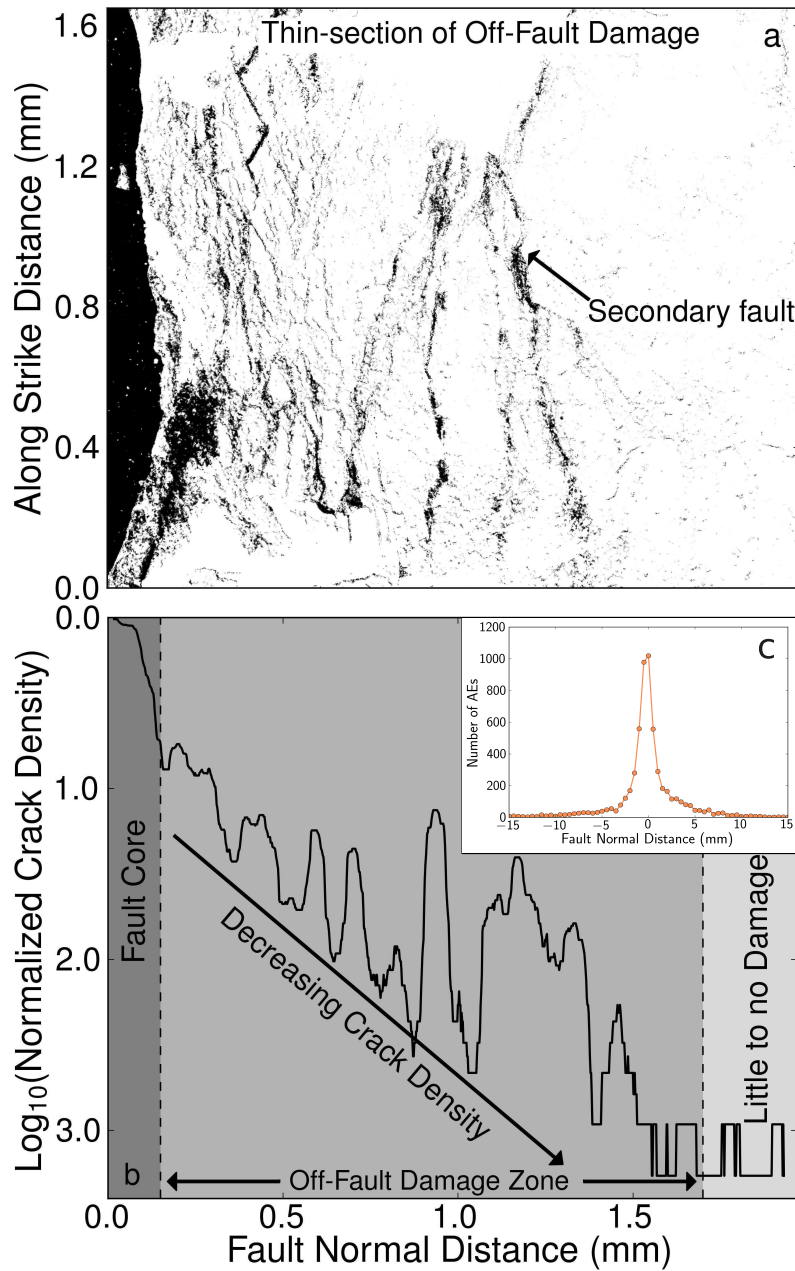 Thin-section of Off-Fault Damage
a
1.6
1.2
0.8
0.4
0.0
Along Strike Distance (mm)
Secondary fault
0.0
1.0
2.0
3.0
Log10(Normalized Crack Density)
Fault Core
Decreasing Crack Density
Off-Fault Damage Zone
Little to no Damage
b
c
1200
1000
800
600
400
200
0
Number of AEs
−15 −10 −5 0 5 10 15
Fault Normal Distance (mm)
0.0 0.5 1.0 1.5
Fault Normal Distance (mm)